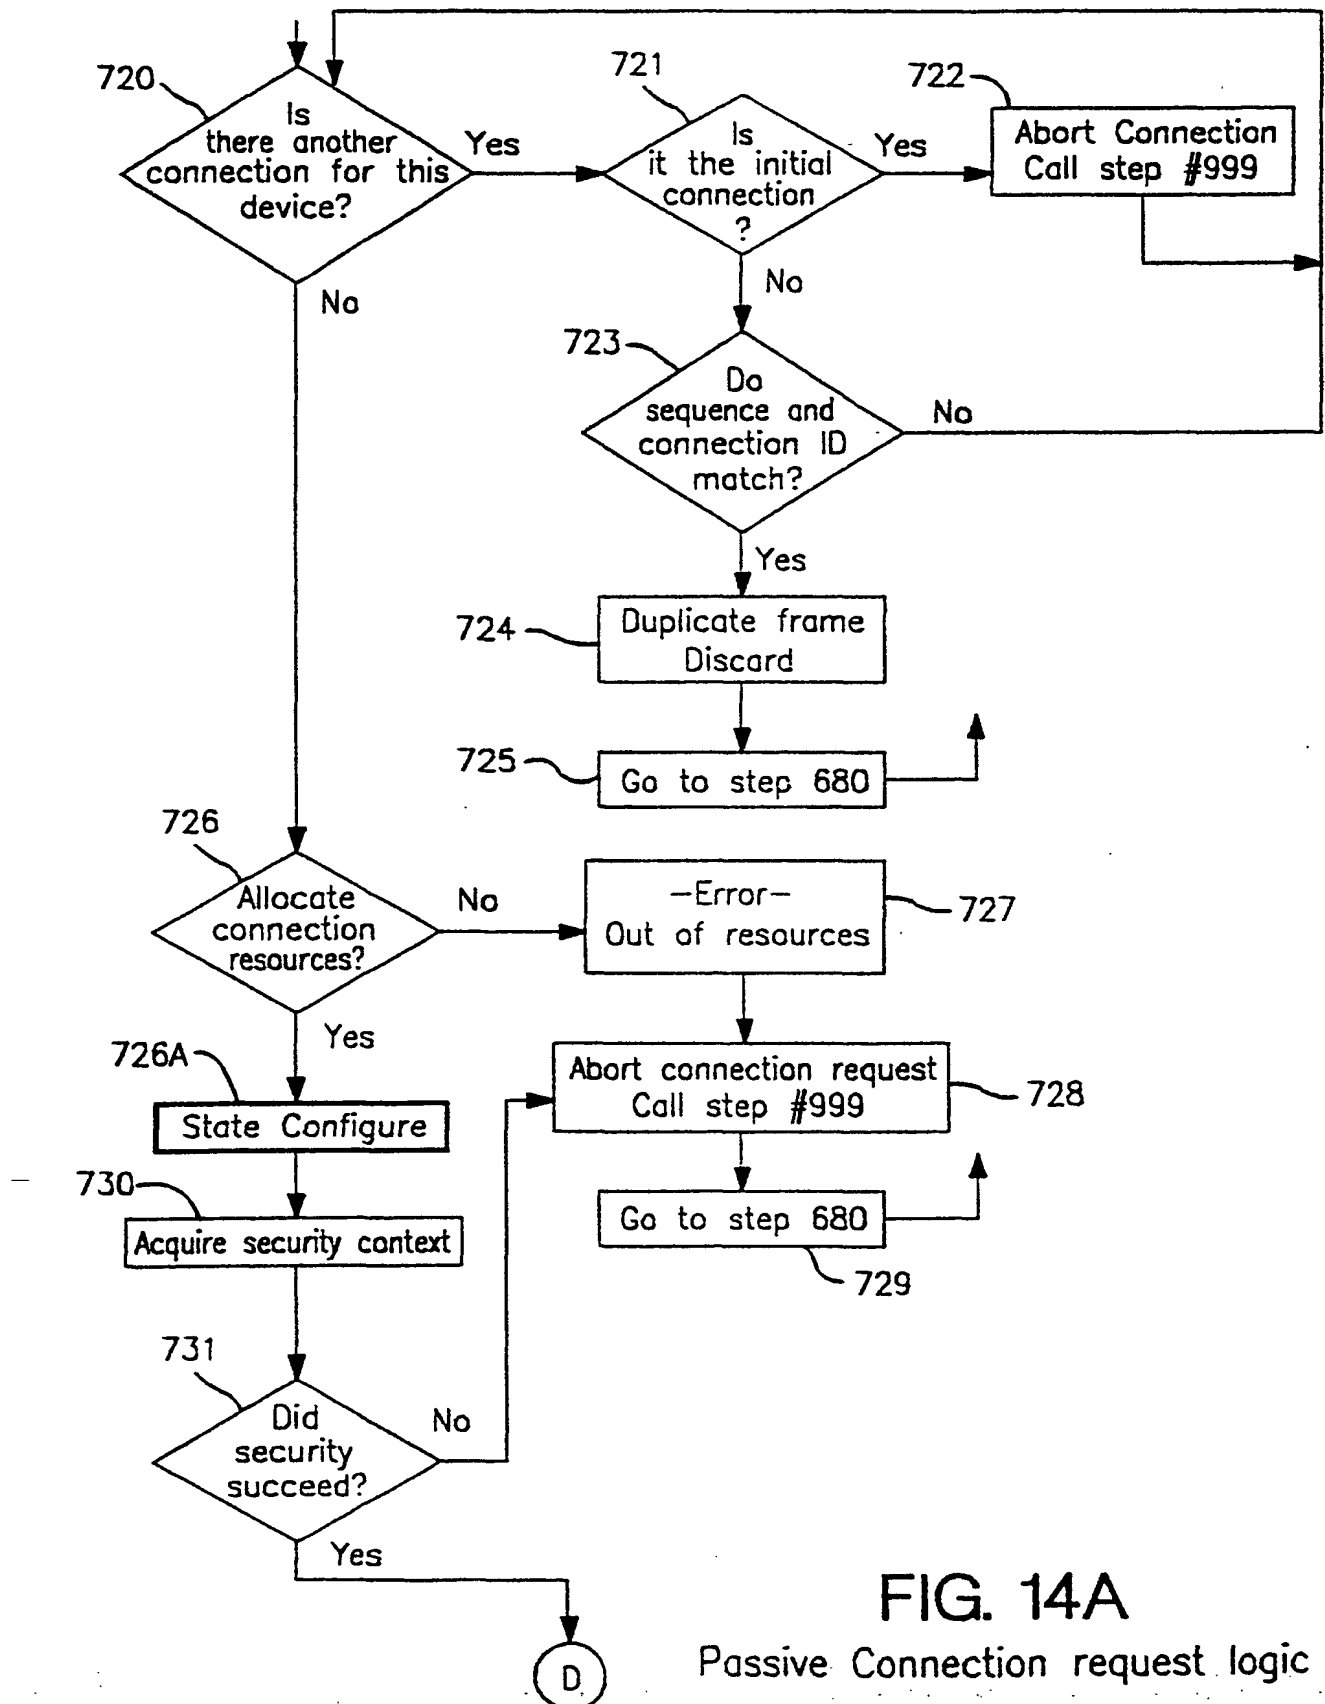 720
Is
there another
connection for this
device?
Yes
No
721
Is
it the initial
connection
?
Yes
No
722
Abort Connection
Call step #999
723
Do
sequence and
connection ID
match?
No
Yes
724
Duplicate frame
Discard
725
Go to step 680
726
Allocate
connection
resources?
No
Yes
-Error-
Out of resources
727
726A
State Configure
Abort connection request
Call step #999
728
730
Acquire security context
Go to step 680
729
731
Did
security
succeed?
No
Yes
D
FIG. 14A
Passive Connection request logic